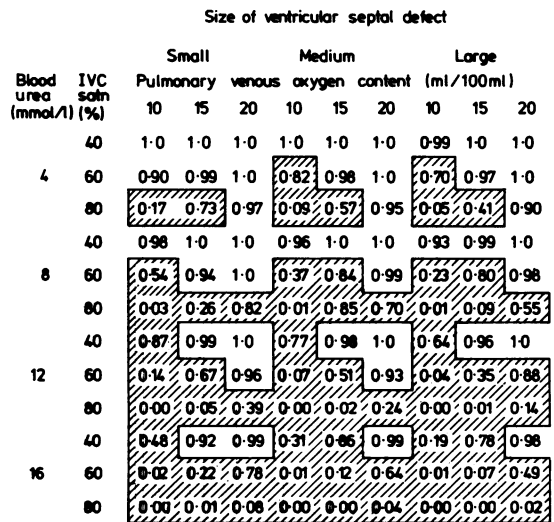 Size of ventricular septal defect
Small Medium Large
Blood urea (mmol/l) IVC satn (%) Pulmonary venous oxygen content (ml/100ml)
10 15 20 10 15 20 10 15 20
40 1·0 1·0 1·0 1·0 1·0 1·0 0·99 1·0 1·0
4 60 0·90 0·99 1·0 0·82 0·98 1·0 0·70 0·97 1·0
80 0·17 0·73 0·97 0·09 0·57 0·95 0·05 0·41 0·90
40 0·98 1·0 1·0 0·96 1·0 1·0 0·93 0·99 1·0
8 60 0·54 0·94 1·0 0·37 0·84 0·99 0·23 0·80 0·98
80 0·03 0·26 0·82 0·01 0·85 0·70 0·01 0·09 0·55
40 0·87 0·99 1·0 0·77 0·98 1·0 0·64 0·96 1·0
12 60 0·14 0·67 0·96 0·07 0·51 0·93 0·04 0·35 0·88
80 0·00 0·05 0·39 0·00 0·02 0·24 0·00 0·01 0·14
40 0·48 0·92 0·99 0·31 0·86 0·99 0·19 0·78 0·98
16 60 0·02 0·22 0·78 0·01 0·12 0·64 0·01 0·07 0·49
80 0·00 0·01 0·08 0·00 0·00 0·04 0·00 0·00 0·02